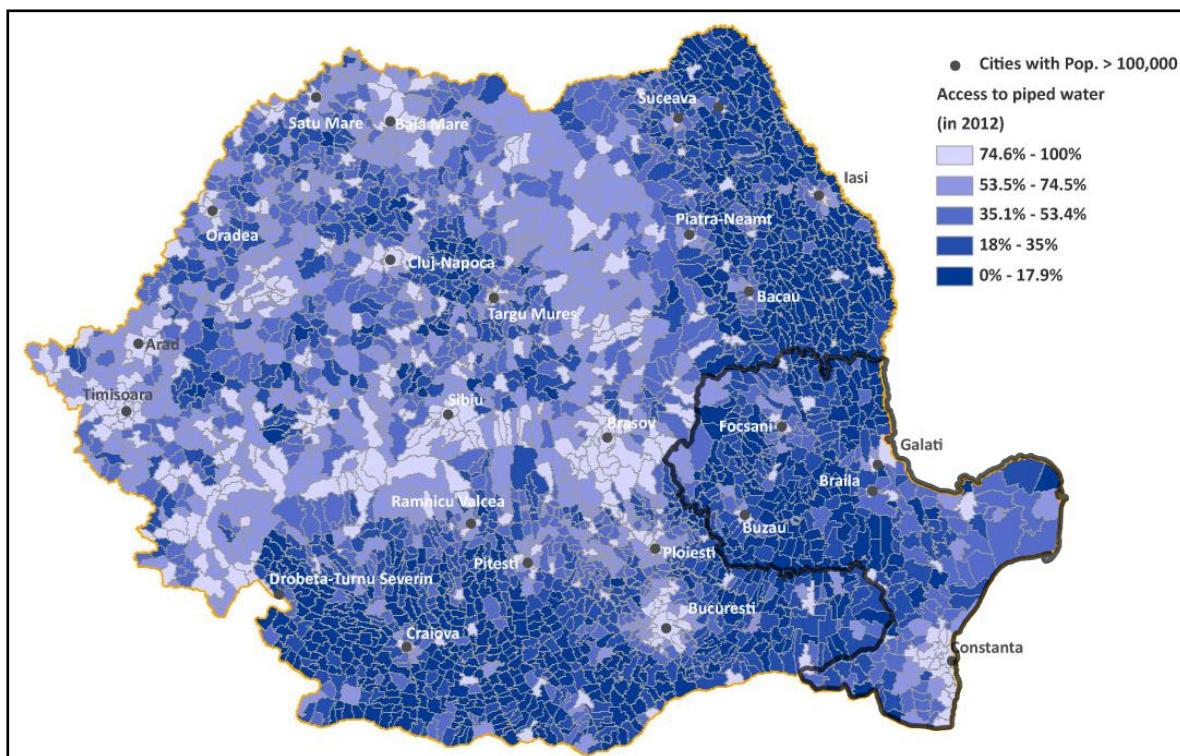 Cities with Pop. > 100,000
Access to piped water
(in 2012)
74.6% - 100%
53.5% - 74.5%
35.1% - 53.4%
18% - 35%
0% - 17.9%
Suceava
Satu Mare
Baia Mare
Iasi
Piatra-Neamt
Oradea
Cluj-Napoca
Bacau
Targu Mures
Arad
Timisoara
Sibiu
Brasov
Focsani
Galati
Braila
Ramnicu Valcea
Buzau
Ploiesti
Pitesti
Drobeta-Turnu Severin
Bucuresti
Craiova
Constanta